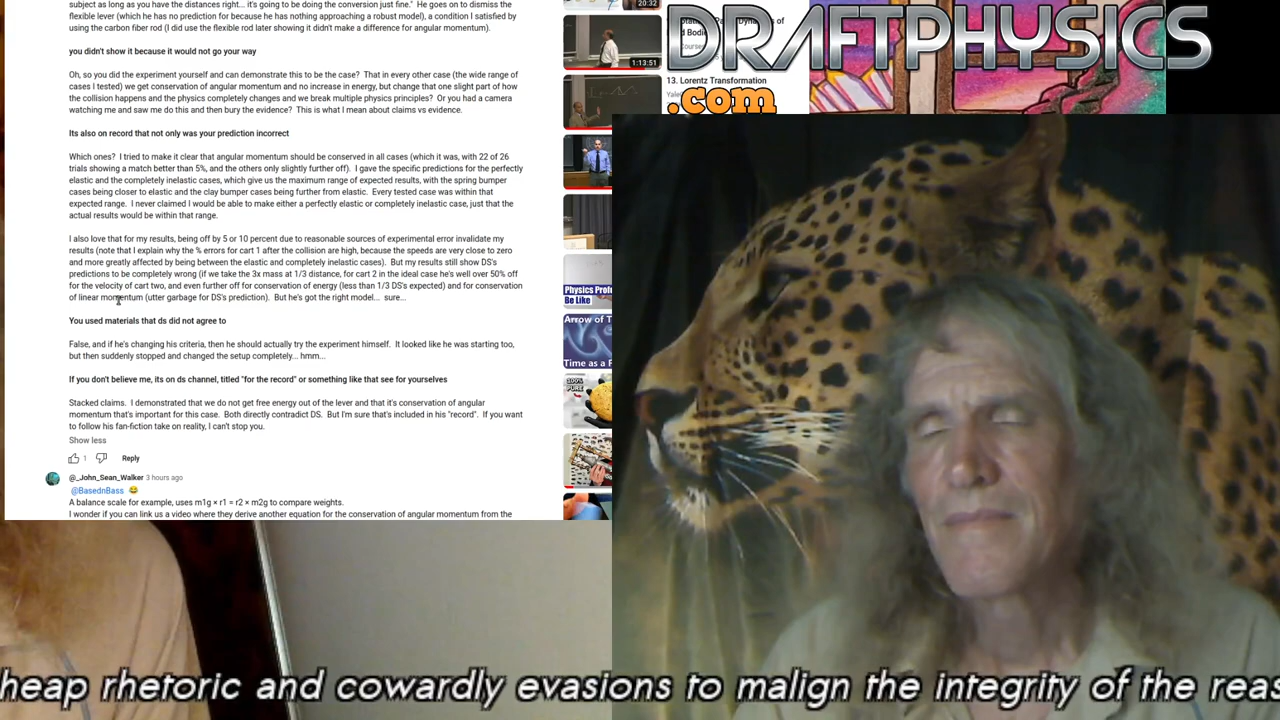 subject as long as you have the distances right... it's going to be doing the conversion just fine." He goes on to dismiss the
flexible lever (which he has no prediction for because he has nothing approaching a robust model), a condition I satisfied by
using the carbon fiber rod (I did use the flexible rod later showing it didn't make a difference for angular momentum).
you didn't show it because it would not go your way
Oh, so you did the experiment yourself and can demonstrate this to be the case? That in every other case (the wide range of
cases I tested) we get conservation of angular momentum and no increase in energy, but change that one slight part of how
the collision happens and the physics completely changes and we break multiple physics principles? Or you had a camera
watching me and saw me do this and then bury the evidence? This is what I mean about claims vs evidence.
Its also on record that not only was your prediction incorrect
Which ones? I tried to make it clear that angular momentum should be conserved in all cases (which it was, with 22 of 26
trials showing a match better than 5%, and the others only slightly further off). I gave the specific predictions for the perfectly
elastic and the completely inelastic cases, which give us the maximum range of expected results, with the spring bumper
cases being closer to elastic and the clay bumper cases being further from elastic. Every tested case was within that
expected range. I never claimed I would be able to make either a perfectly elastic or completely inelastic case, just that the
actual results would be within that range.
I also love that for my results, being off by 5 or 10 percent due to reasonable sources of experimental error invalidate my
results (note that I explain why the % errors for cart 1 after the collision are high, because the speeds are very close to zero
and more greatly affected by being between the elastic and completely inelastic cases). But my results still show DS's
predictions to be completely wrong (if we take the 3x mass at 1/3 distance, for cart 2 in the ideal case he's well over 50% off
for the velocity of cart two, and even further off for conservation of energy (less than 1/3 DS's expected) and for conservation
of linear momentum (utter garbage for DS's prediction). But he's got the right model... sure...
You used materials that ds did not agree to
False, and if he's changing his criteria, then he should actually try the experiment himself. It looked like he was starting too,
but then suddenly stopped and changed the setup completely... hmm...
If you don't believe me, its on ds channel, titled "for the record" or something like that see for yourselves
Stacked claims. I demonstrated that we do not get free energy out of the lever and that it's conservation of angular
momentum that's important for this case. Both directly contradict DS. But I'm sure that's included in his "record". If you want
to follow his fan-fiction take on reality, I can't stop you.
Show less
1 Reply
@_John_Sean_Walker 3 hours ago
@BasednBass 😂
A balance scale for example, uses m1g × r1 = r2 × m2g to compare weights.
I wonder if you can link us a video where they derive another equation for the conservation of angular momentum from the
20:32
1:13:51
13. Lorentz Transformation
Physics Prof
Be Like
Arrow of T
Time as a F
DRAFTPHYSICS
.com
heap rhetoric and cowardly evasions to malign the integrity of the reas